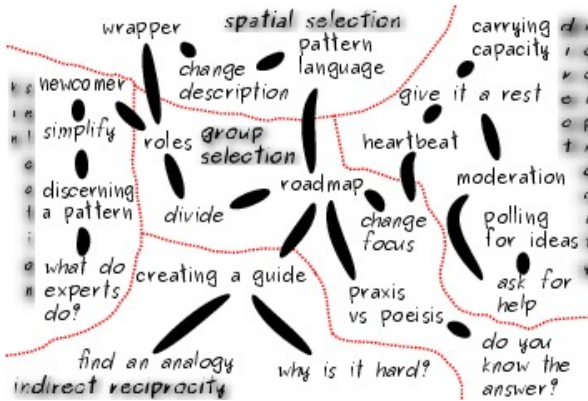 spatial selection
wrapper
pattern
language
carrying
capacity
change
description
newcomer
give it a rest
simplify
roles
group
selection
heartbeat
discerning
a pattern
divide
roadmap
moderation
change
focus
polling
for ideas
what do
experts
do?
creating a guide
ask for
help
praxis
vs poeisis
find an analogy
why is it hard?
do you
know the
answer?
indirect reciprocity